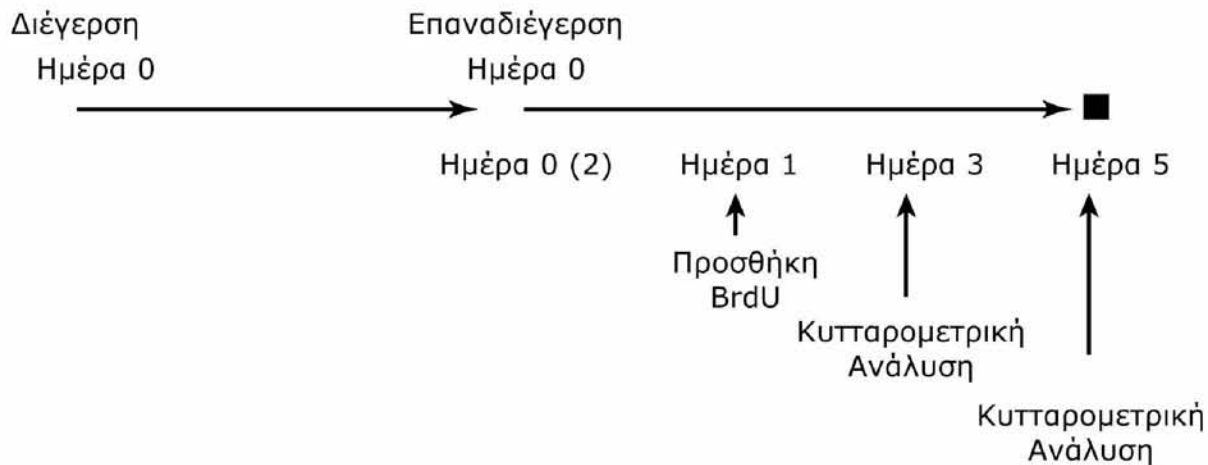 Διέγερση
Ημέρα 0
Επαναδιέγερση
Ημέρα 0
Ημέρα 0 (2)
Ημέρα 1
Ημέρα 3
Ημέρα 5
Προσθήκη
BrdU
Κυτταρομετρική
Ανάλυση
Κυτταρομετρική
Ανάλυση